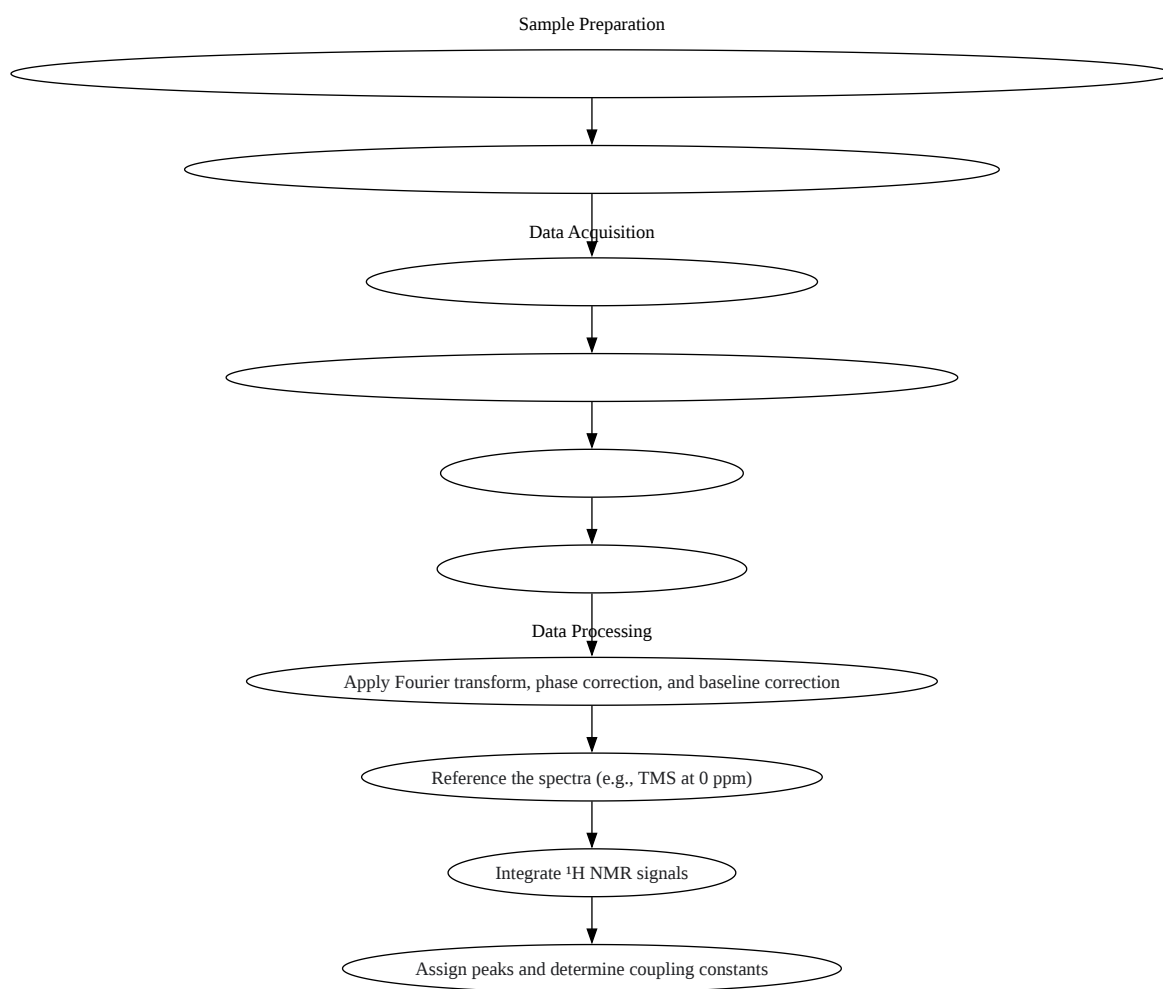 Sample Preparation
Data Acquisition
Data Processing
Apply Fourier transform, phase correction, and baseline correction
Reference the spectra (e.g., TMS at 0 ppm)
Integrate ¹H NMR signals
Assign peaks and determine coupling constants